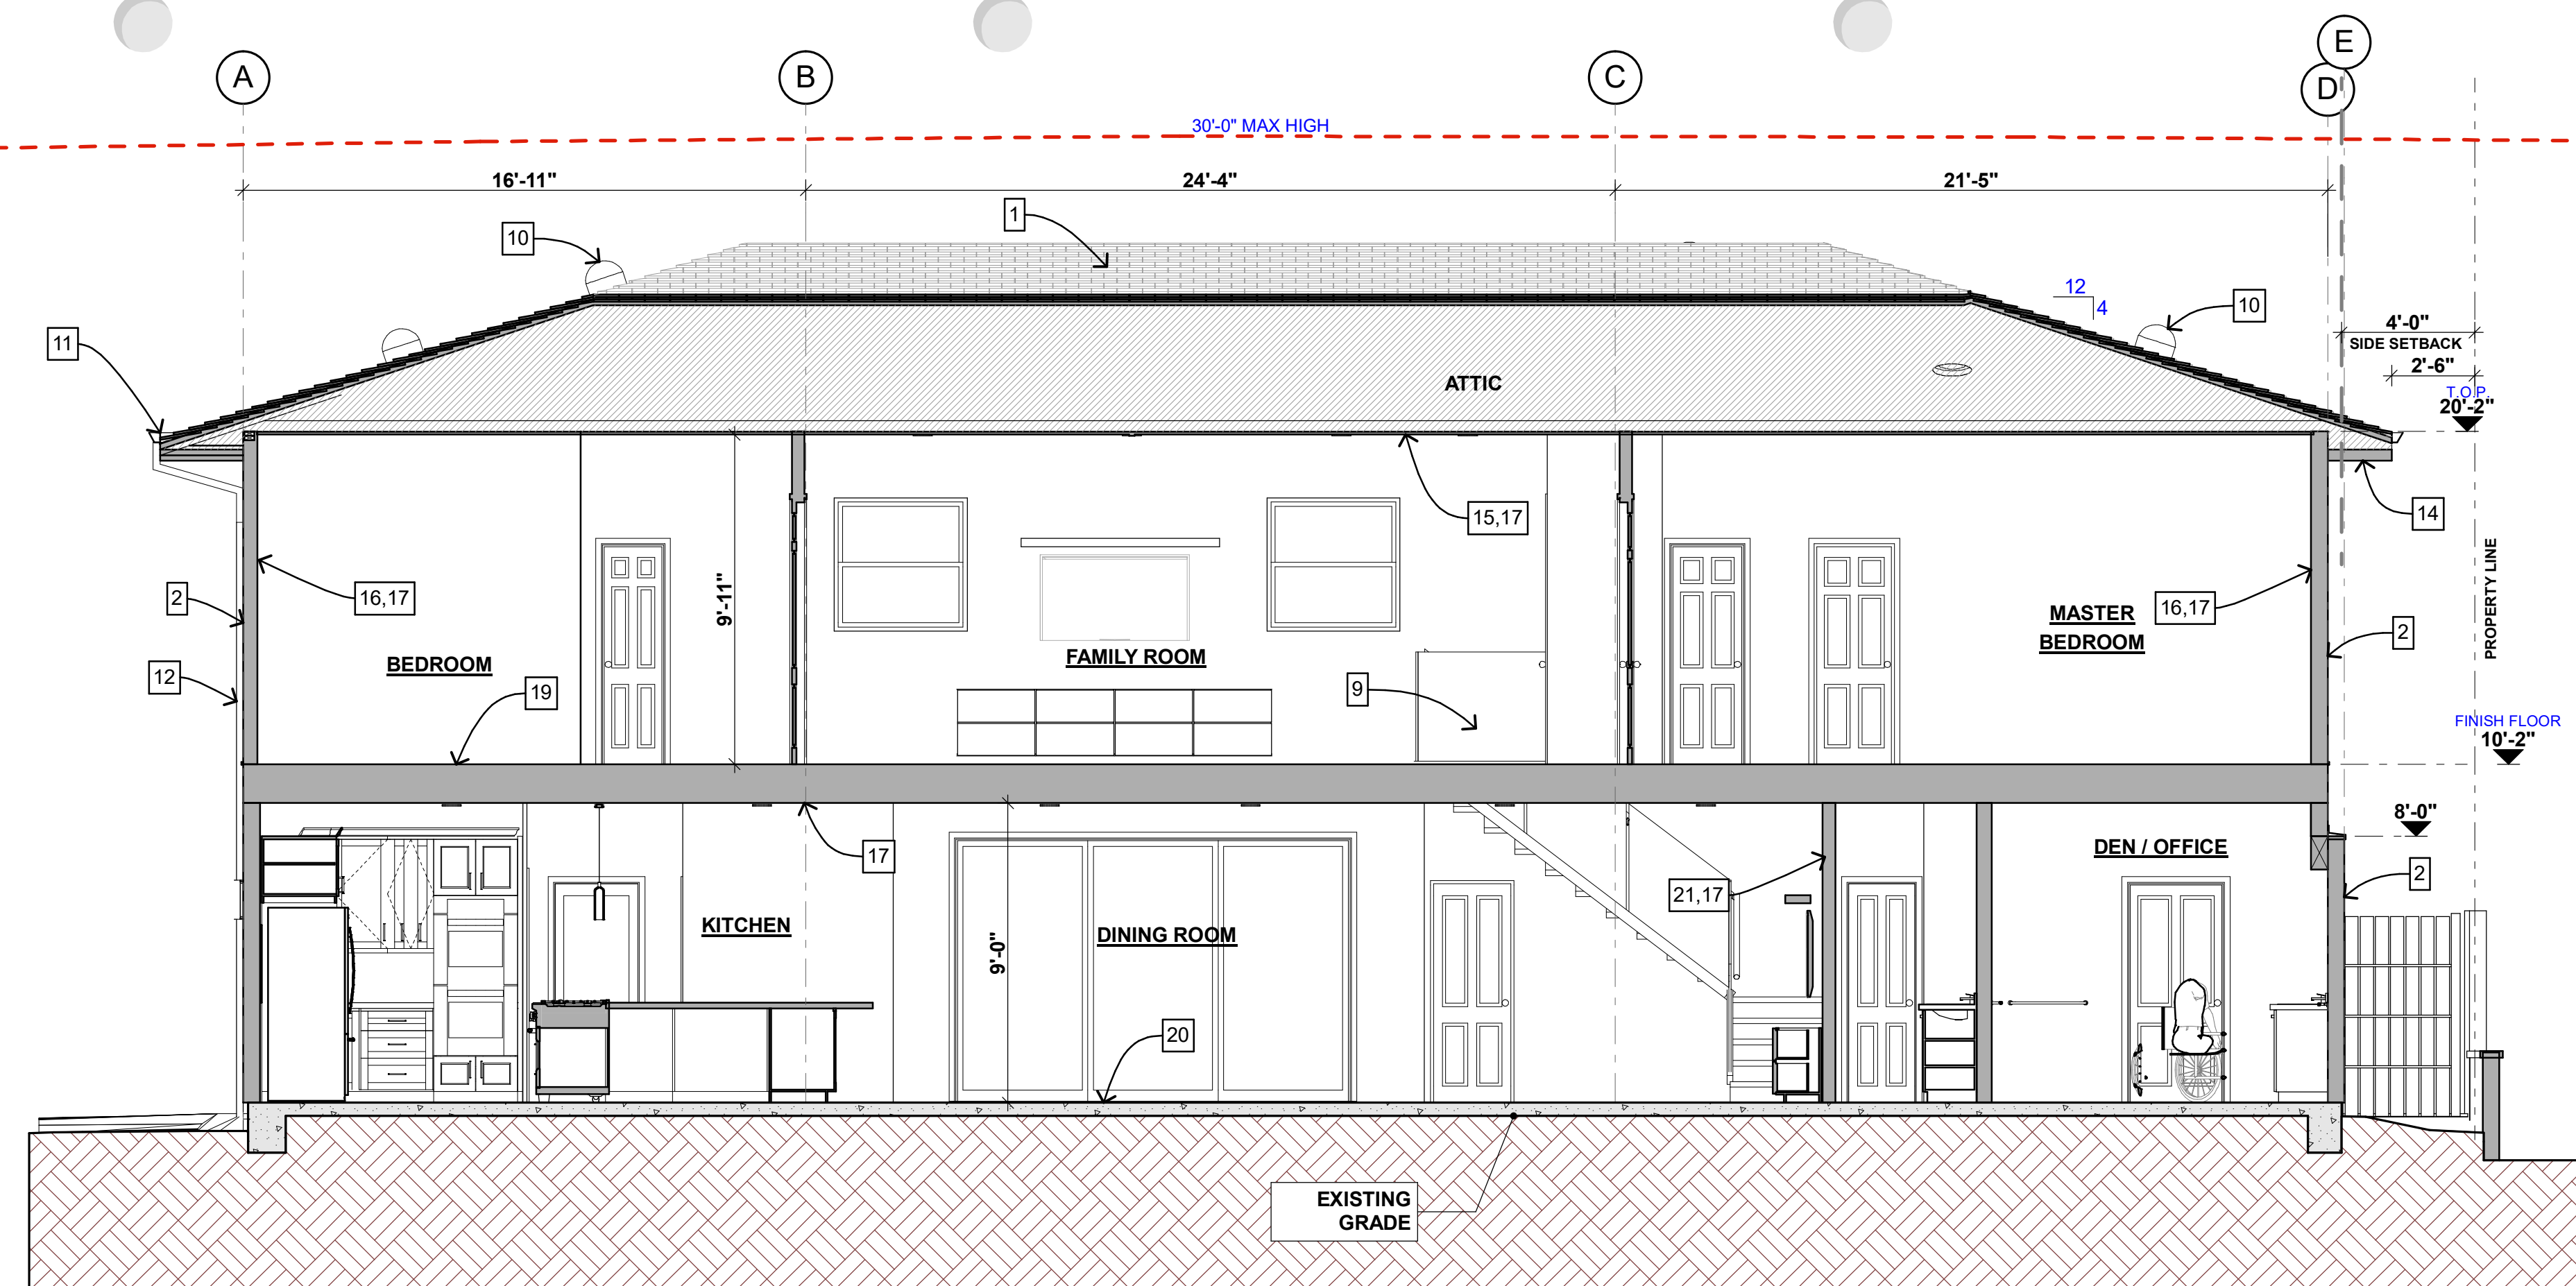 E
A
B
C
D
30'-0" MAX HIGH
16'-11"
24'-4"
21'-5"
1
10
12
4
10
11
4'-0"
SIDE SETBACK
2'-6"
ATTIC
T.O.P.
20'-2"
15,17
14
PROPERTY LINE
2
16,17
9'-11"
MASTER
BEDROOM
16,17
2
BEDROOM
FAMILY ROOM
12
19
9
FINISH FLOOR
10'-2"
8'-0"
17
DEN / OFFICE
2
21,17
KITCHEN
DINING ROOM
9'-0"
20
EXISTING
GRADE